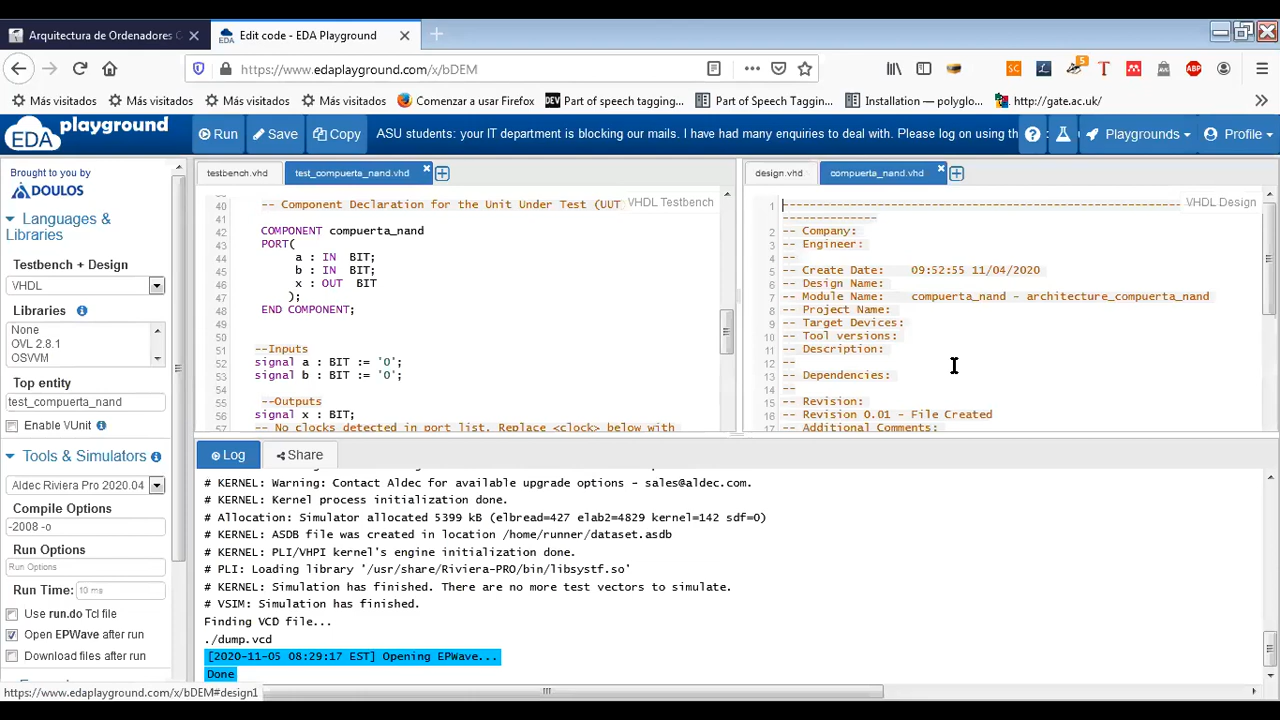 Arquitectura de Ordenadores G
Edit code - EDA Playground
https://www.edaplayground.com/x/bDEM
Más visitados
Más visitados
Más visitados
Comenzar a usar Firefox
Part of speech tagging...
Part of Speech Tagging...
Installation — polyglo...
http://gate.ac.uk/
EDA playground
Run
Save
Copy
ASU students: your IT department is blocking our mails. I have had many enquiries to deal with. Please log on using th
Playgrounds
Profile
Brought to you by
DOULOS
Languages &
Libraries
Testbench + Design
VHDL
Libraries
None
OVL 2.8.1
OSVVM
Top entity
test_compuerta_nand
Enable VUnit
Tools & Simulators
Aldec Riviera Pro 2020.04
Compile Options
-2008 -o
Run Options
Run Options
Run Time: 10 ms
Use run.do Tcl file
Open EPWave after run
Download files after run
testbench.vhd
test_compuerta_nand.vhd
VHDL Testbench
40 -- Component Declaration for the Unit Under Test (UUT
41
42 COMPONENT compuerta_nand
43 PORT(
44 a : IN BIT;
45 b : IN BIT;
46 x : OUT BIT
47 );
48 END COMPONENT;
49
50
51 --Inputs
52 signal a : BIT := '0';
53 signal b : BIT := '0';
54
55 --Outputs
56 signal x : BIT;
57 -- No clocks detected in port list. Replace <clock> below with
design.vhd
compuerta_nand.vhd
VHDL Design
1 ------------------------------------------------------------------
--------------
2 -- Company:
3 -- Engineer:
4 --
5 -- Create Date: 09:52:55 11/04/2020
6 -- Design Name:
7 -- Module Name: compuerta_nand - architecture_compuerta_nand
8 -- Project Name:
9 -- Target Devices:
10 -- Tool versions:
11 -- Description:
12 --
13 -- Dependencies:
14 --
15 -- Revision:
16 -- Revision 0.01 - File Created
17 -- Additional Comments:
Log
Share
# KERNEL: Warning: Contact Aldec for available upgrade options - sales@aldec.com.
# KERNEL: Kernel process initialization done.
# Allocation: Simulator allocated 5399 kB (elbread=427 elab2=4829 kernel=142 sdf=0)
# KERNEL: ASDB file was created in location /home/runner/dataset.asdb
# KERNEL: PLI/VHPI kernel's engine initialization done.
# PLI: Loading library '/usr/share/Riviera-PRO/bin/libsystf.so'
# KERNEL: Simulation has finished. There are no more test vectors to simulate.
# VSIM: Simulation has finished.
Finding VCD file...
./dump.vcd
[2020-11-05 08:29:17 EST] Opening EPWave...
Done
https://www.edaplayground.com/x/bDEM#design1